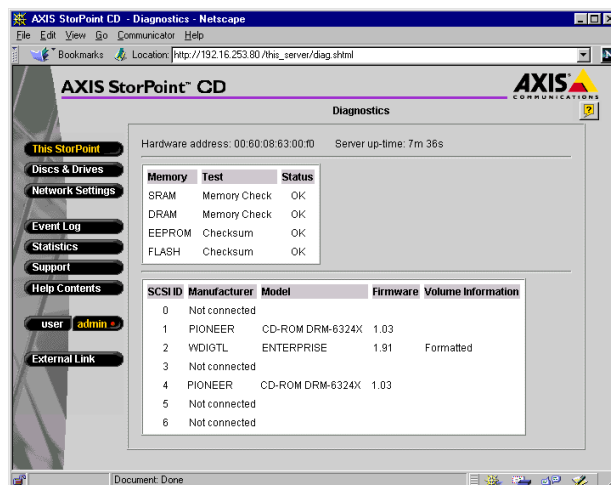 AXIS StorPoint CD - Diagnostics - Netscape
File Edit View Go Communicator Help
Bookmarks Location: http://192.16.253.80/this_server/diag.shtml N
AXIS StorPoint™ CD
AXIS
COMMUNICATIONS
Diagnostics
?
This StorPoint
Discs & Drives
Network Settings
Event Log
Statistics
Support
Help Contents
user admin
External Link
Hardware address: 00:60:08:63:00:f0 Server up-time: 7m 36s
Memory Test Status
SRAM Memory Check OK
DRAM Memory Check OK
EEPROM Checksum OK
FLASH Checksum OK
SCSI ID Manufacturer Model Firmware Volume Information
0 Not connected
1 PIONEER CD-ROM DRM-6324X 1.03
2 WDIGTL ENTERPRISE 1.91 Formatted
3 Not connected
4 PIONEER CD-ROM DRM-6324X 1.03
5 Not connected
6 Not connected
Document: Done